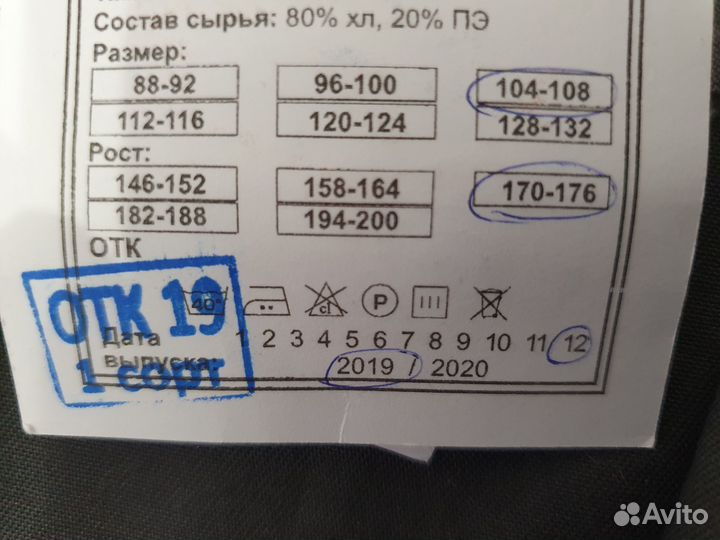 Состав сырья: 80% хл, 20% ПЭ
Размер:
88-92 96-100 104-108
112-116 120-124 128-132
Рост:
146-152 158-164 170-176
182-188 194-200
ОТК
ОТК 19
1 сорт
40° cl P
Дата выпуска: 1 2 3 4 5 6 7 8 9 10 11 12
2019 / 2020
Avito